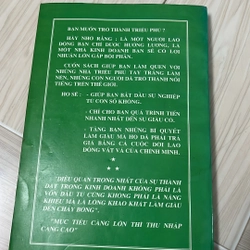 BẠN MUỐN TRỞ THÀNH TRIỆU PHÚ ?
HÃY NHỚ RẰNG : LÀ MỘT NGƯỜI LAO
ĐỘNG BẠN CHỈ ĐƯỢC HƯỞNG LƯƠNG, LÀ
MỘT NHÀ KINH DOANH BẠN SẼ CÓ LỢI
NHUẬN LỚN GẤP BỘI PHẦN.
CUỐN SÁCH GIÚP BẠN LÀM QUEN VỚI
NHỮNG NHÀ TRIỆU PHÚ TAY TRẮNG LÀM
NÊN, NHỮNG CON NGƯỜI ĐÃ TRỞ THÀNH NỔI
TIẾNG, TRÊN THẾ GIỚI.
HỌ SẼ : - GIÚP BẠN BẮT ĐẦU SỰ NGHIỆP
TỪ CON SỐ KHÔNG.
- CHỈ CHO BẠN QUÁ TRÌNH TIẾN
NHANH NHẤT ĐẾN SỰ GIÀU CÓ.
- TẶNG BẠN NHỮNG BÍ QUYẾT
LÀM GIÀU MÀ HỌ ĐÃ PHẢI TRẢ
GIÁ BẰNG CẢ CUỘC ĐỜI LAO
ĐỘNG VẤT VẢ CỦA CHÍNH MÌNH.
"ĐIỀU QUAN TRỌNG NHẤT CỦA SỰ THÀNH
ĐẠT TRONG KINH DOANH KHÔNG PHẢI LÀ
VỐN ĐẦU TƯ CŨNG KHÔNG PHẢI LÀ NĂNG
KHIẾU MÀ LÀ LÒNG KHAO KHÁT LÀM GIÀU
ĐẾN CHÁY BỎNG".
"MỤC TIÊU CÀNG LỚN THÌ THU NHẬP
CÀNG CAO"